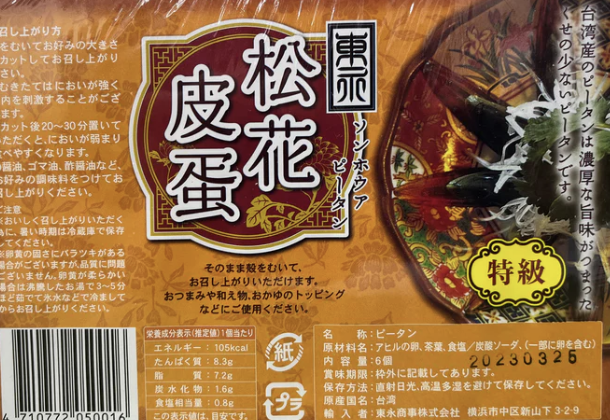 召し上がり方
をむいてお好みの大きさ
カットしてお召し上がり
さい。
むきたてはにおいが強く
内を刺激することがござ
ます。
カット後20～30分置いて
ただくと、においが弱まり
べやすくなります。
の醤油、ゴマ油、酢醤油など、
お好みの調味料をつけてお
召し上がりください。
ご注意
おいしく召し上がりいただく
為に、暑い時期は冷蔵庫で保存
してください。
卵黄の固さにバラツキがある
場合がございますが、品質に問題
ございません。卵黄が柔らかい
場合は沸騰したお湯で3～5分
ほど茹でて氷水などで冷まして
からお召し上がりください。
東永
松花
皮蛋
ソンホウア
ピータン
そのまま殻をむいて、
お召し上がりいただけます。
おつまみや和え物、おかゆのトッピング
などにご使用ください。
台湾産のピータンは濃厚な旨味がつまった
くせの少ないピータンです。
特級
栄養成分表示(推定値)1個当たり
エネルギー：105kcal
たんぱく質：8.3g
脂質：7.2g
炭水化物：1.6g
食塩相当量：0.8g
この表示値は、目安です。
紙
プラ
名称：ピータン
原材料名：アヒルの卵、茶葉、食塩／炭酸ソーダ、(一部に卵を含む)
内容量：6個
20230325
賞味期限：枠外に記載してあります。
保存方法：直射日光、高温多湿を避けて保存してください。
原産国名：台湾
輸入者：東永商事株式会社 横浜市中区新山下3-2-9
4710772050016